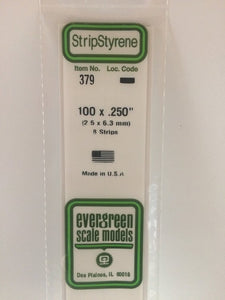 StripStyrene
Item No. Loc. Code
379
100 x .250"
(2.5 x 6.3 mm)
8 Strips
Made in U.S.A
evergreen
scale models
Des Plaines, IL 60018